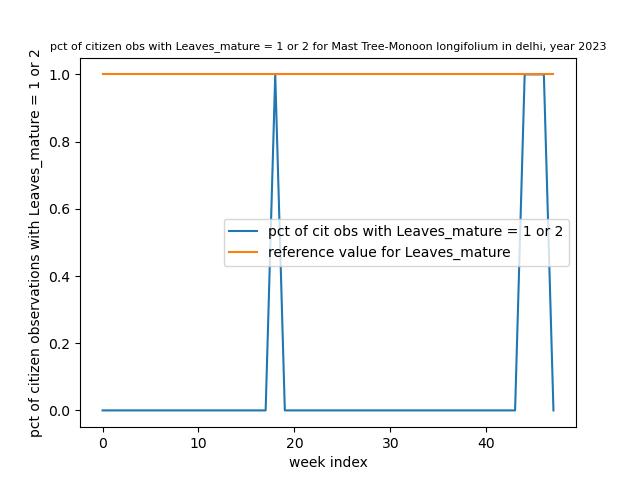 pct of citizen obs with Leaves_mature = 1 or 2 for Mast Tree-Monoon longifolium in delhi, year 2023
pct of citizen observations with Leaves_mature = 1 or 2
1.0
0.8
0.6
0.4
0.2
0.0
pct of cit obs with Leaves_mature = 1 or 2
reference value for Leaves_mature
0 10 20 30 40
week index